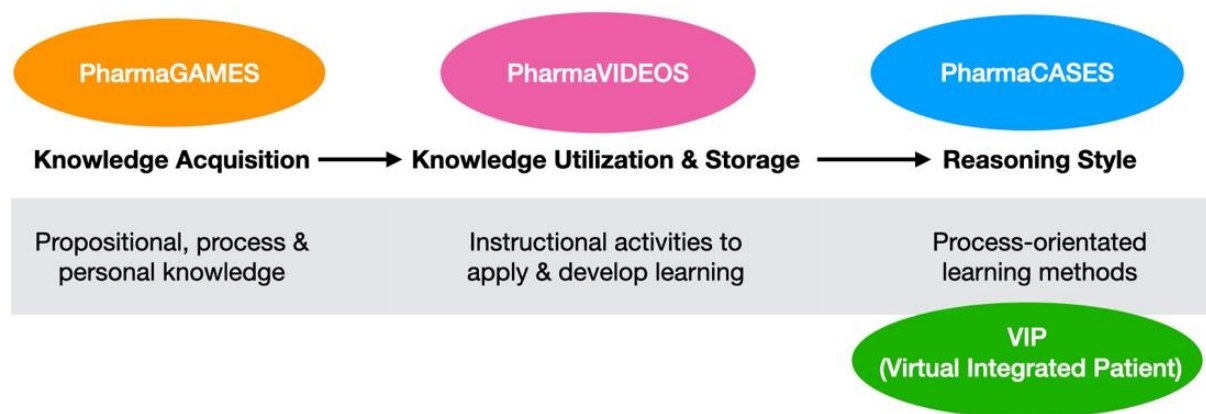 PharmaGAMES
PharmaVIDEOS
PharmaCASES
Knowledge Acquisition
Knowledge Utilization & Storage
Reasoning Style
Propositional, process &
personal knowledge
Instructional activities to
apply & develop learning
Process-orientated
learning methods
VIP
(Virtual Integrated Patient)